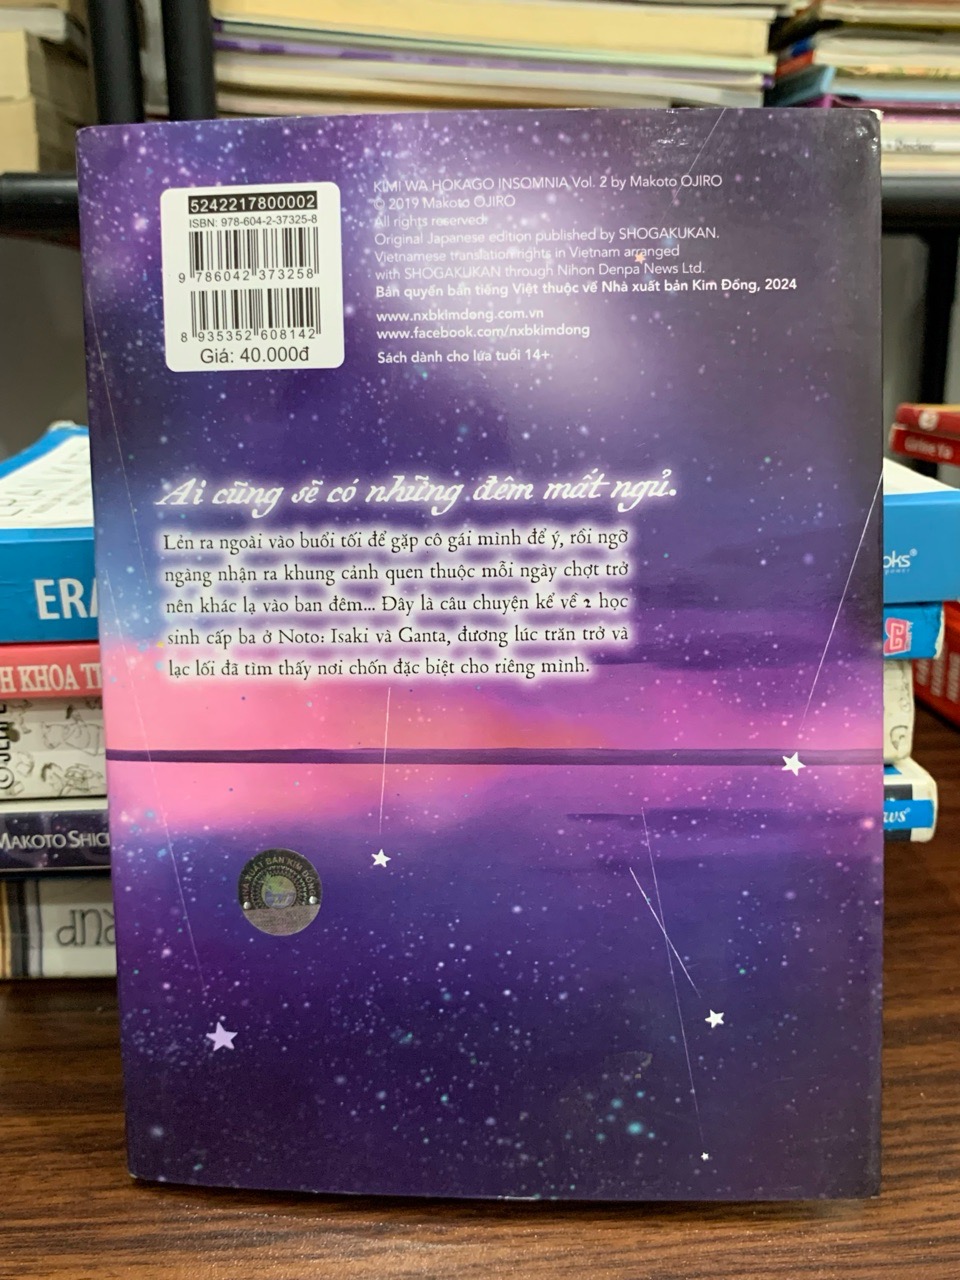 5242217800002
ISBN: 978-604-2-37325-8
9 786042 373258
8 935352 608142
Giá: 40.000đ
KIMI WA HOKAGO INSOMNIA Vol. 2 by Makoto OJIRO
© 2019 Makoto OJIRO
All rights reserved.
Original Japanese edition published by SHOGAKUKAN.
Vietnamese translation rights in Vietnam arranged
with SHOGAKUKAN through Nihon Denpa News Ltd.
Bản quyền bản tiếng Việt thuộc về Nhà xuất bản Kim Đồng, 2024
www.nxbkimdong.com.vn
www.facebook.com/nxbkimdong
Sách dành cho lứa tuổi 14+
Ai cũng sẽ có những đêm mất ngủ.
Lẻn ra ngoài vào buổi tối để gặp cô gái mình để ý, rồi ngỡ
ngàng nhận ra khung cảnh quen thuộc mỗi ngày chợt trở
nên khác lạ vào ban đêm... Đây là câu chuyện kể về 2 học
sinh cấp ba ở Noto: Isaki và Ganta, đương lúc trăn trở và
lạc lối đã tìm thấy nơi chốn đặc biệt cho riêng mình.
NHÀ XUẤT BẢN KIM ĐỒNG
ERA
H KHOA T
MAKOTO SHIC